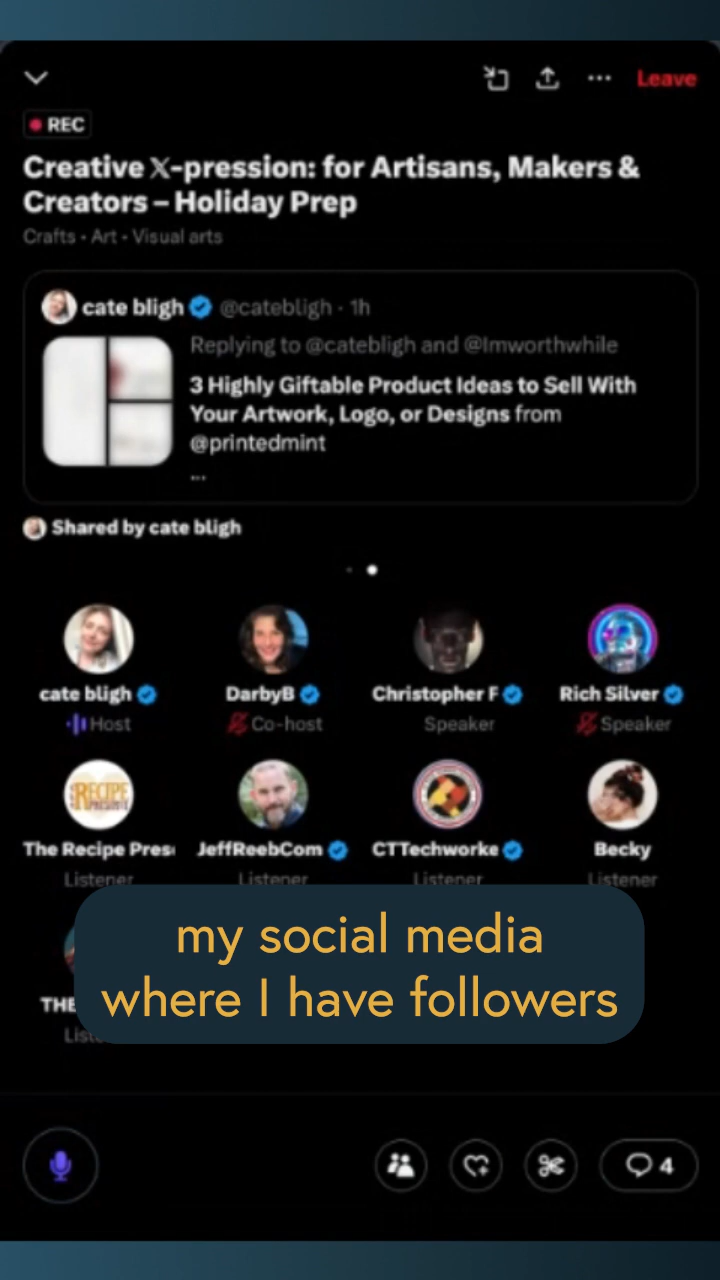 Leave
REC
Creative X-pression: for Artisans, Makers &
Creators – Holiday Prep
Crafts • Art • Visual arts
cate bligh @catebligh · 1h
Replying to @catebligh and @Imworthwhile
3 Highly Giftable Product Ideas to Sell With
Your Artwork, Logo, or Designs from
@printedmint
...
Shared by cate bligh
cate bligh DarbyB Christopher F Rich Silver
Host Co-host Speaker Speaker
RECIPE
The Recipe Pres JeffReebCom CTTechworke Becky
Listener Listener Listener Listener
my social media
where I have followers
THE
4